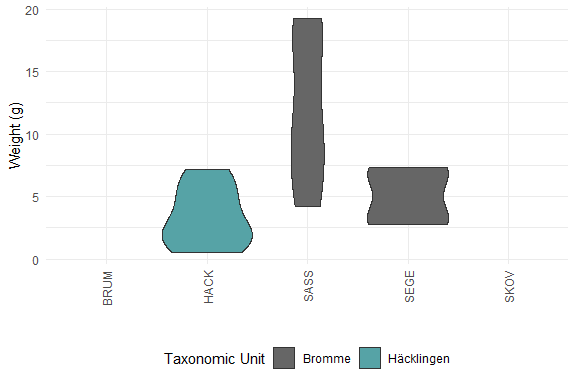 20
15
10
5
0
Weight (g)
BRUM
HACK
SASS
SEGE
SKOV
Taxonomic Unit Bromme Häcklingen